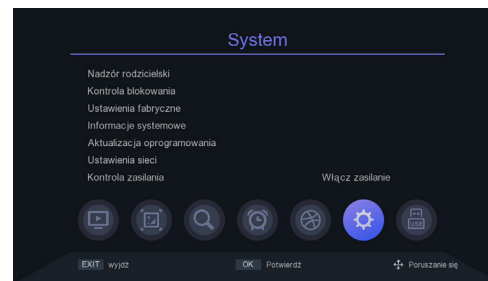 System
Nadzór rodzicielski
Kontrola blokowania
Ustawienia fabryczne
Informacje systemowe
Aktualizacja oprogramowania
Ustawienia sieci
Kontrola zasilania Włącz zasilanie
USB
EXIT wyjdź OK Potwierdź Poruszanie się